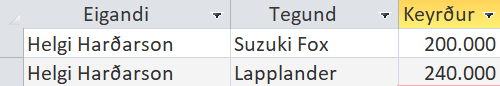 Eigandi Tegund Keyrður
Helgi Harðarson Suzuki Fox 200.000
Helgi Harðarson Lapplander 240.000